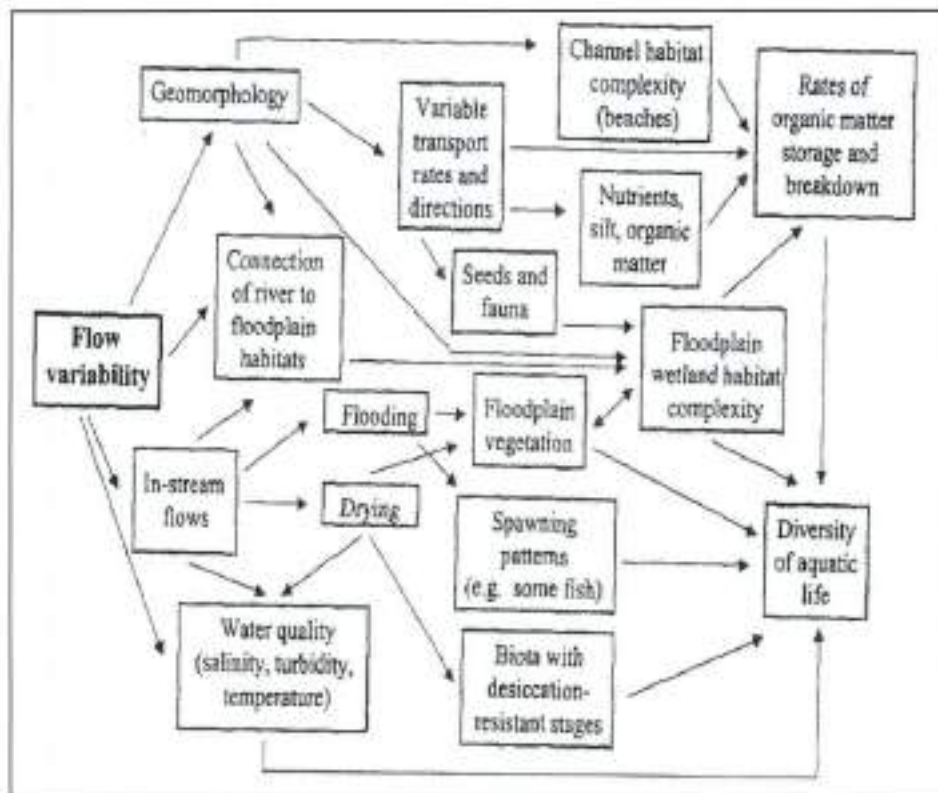 Geomorphology
Channel habitat
complexity
(beaches)
Rates of
organic matter
storage and
breakdown
Variable
transport
rates and
directions
Nutrients,
silt, organic
matter
Connection
of river to
floodplain
habitats
Seeds and
fauna
Flow
variability
Floodplain
wetland habitat
complexity
Flooding
Floodplain
vegetation
In-stream
flows
Drying
Spawning
patterns
(e.g. some fish)
Diversity
of aquatic
life
Water quality
(salinity, turbidity,
temperature)
Biota with
desiccation-
resistant stages